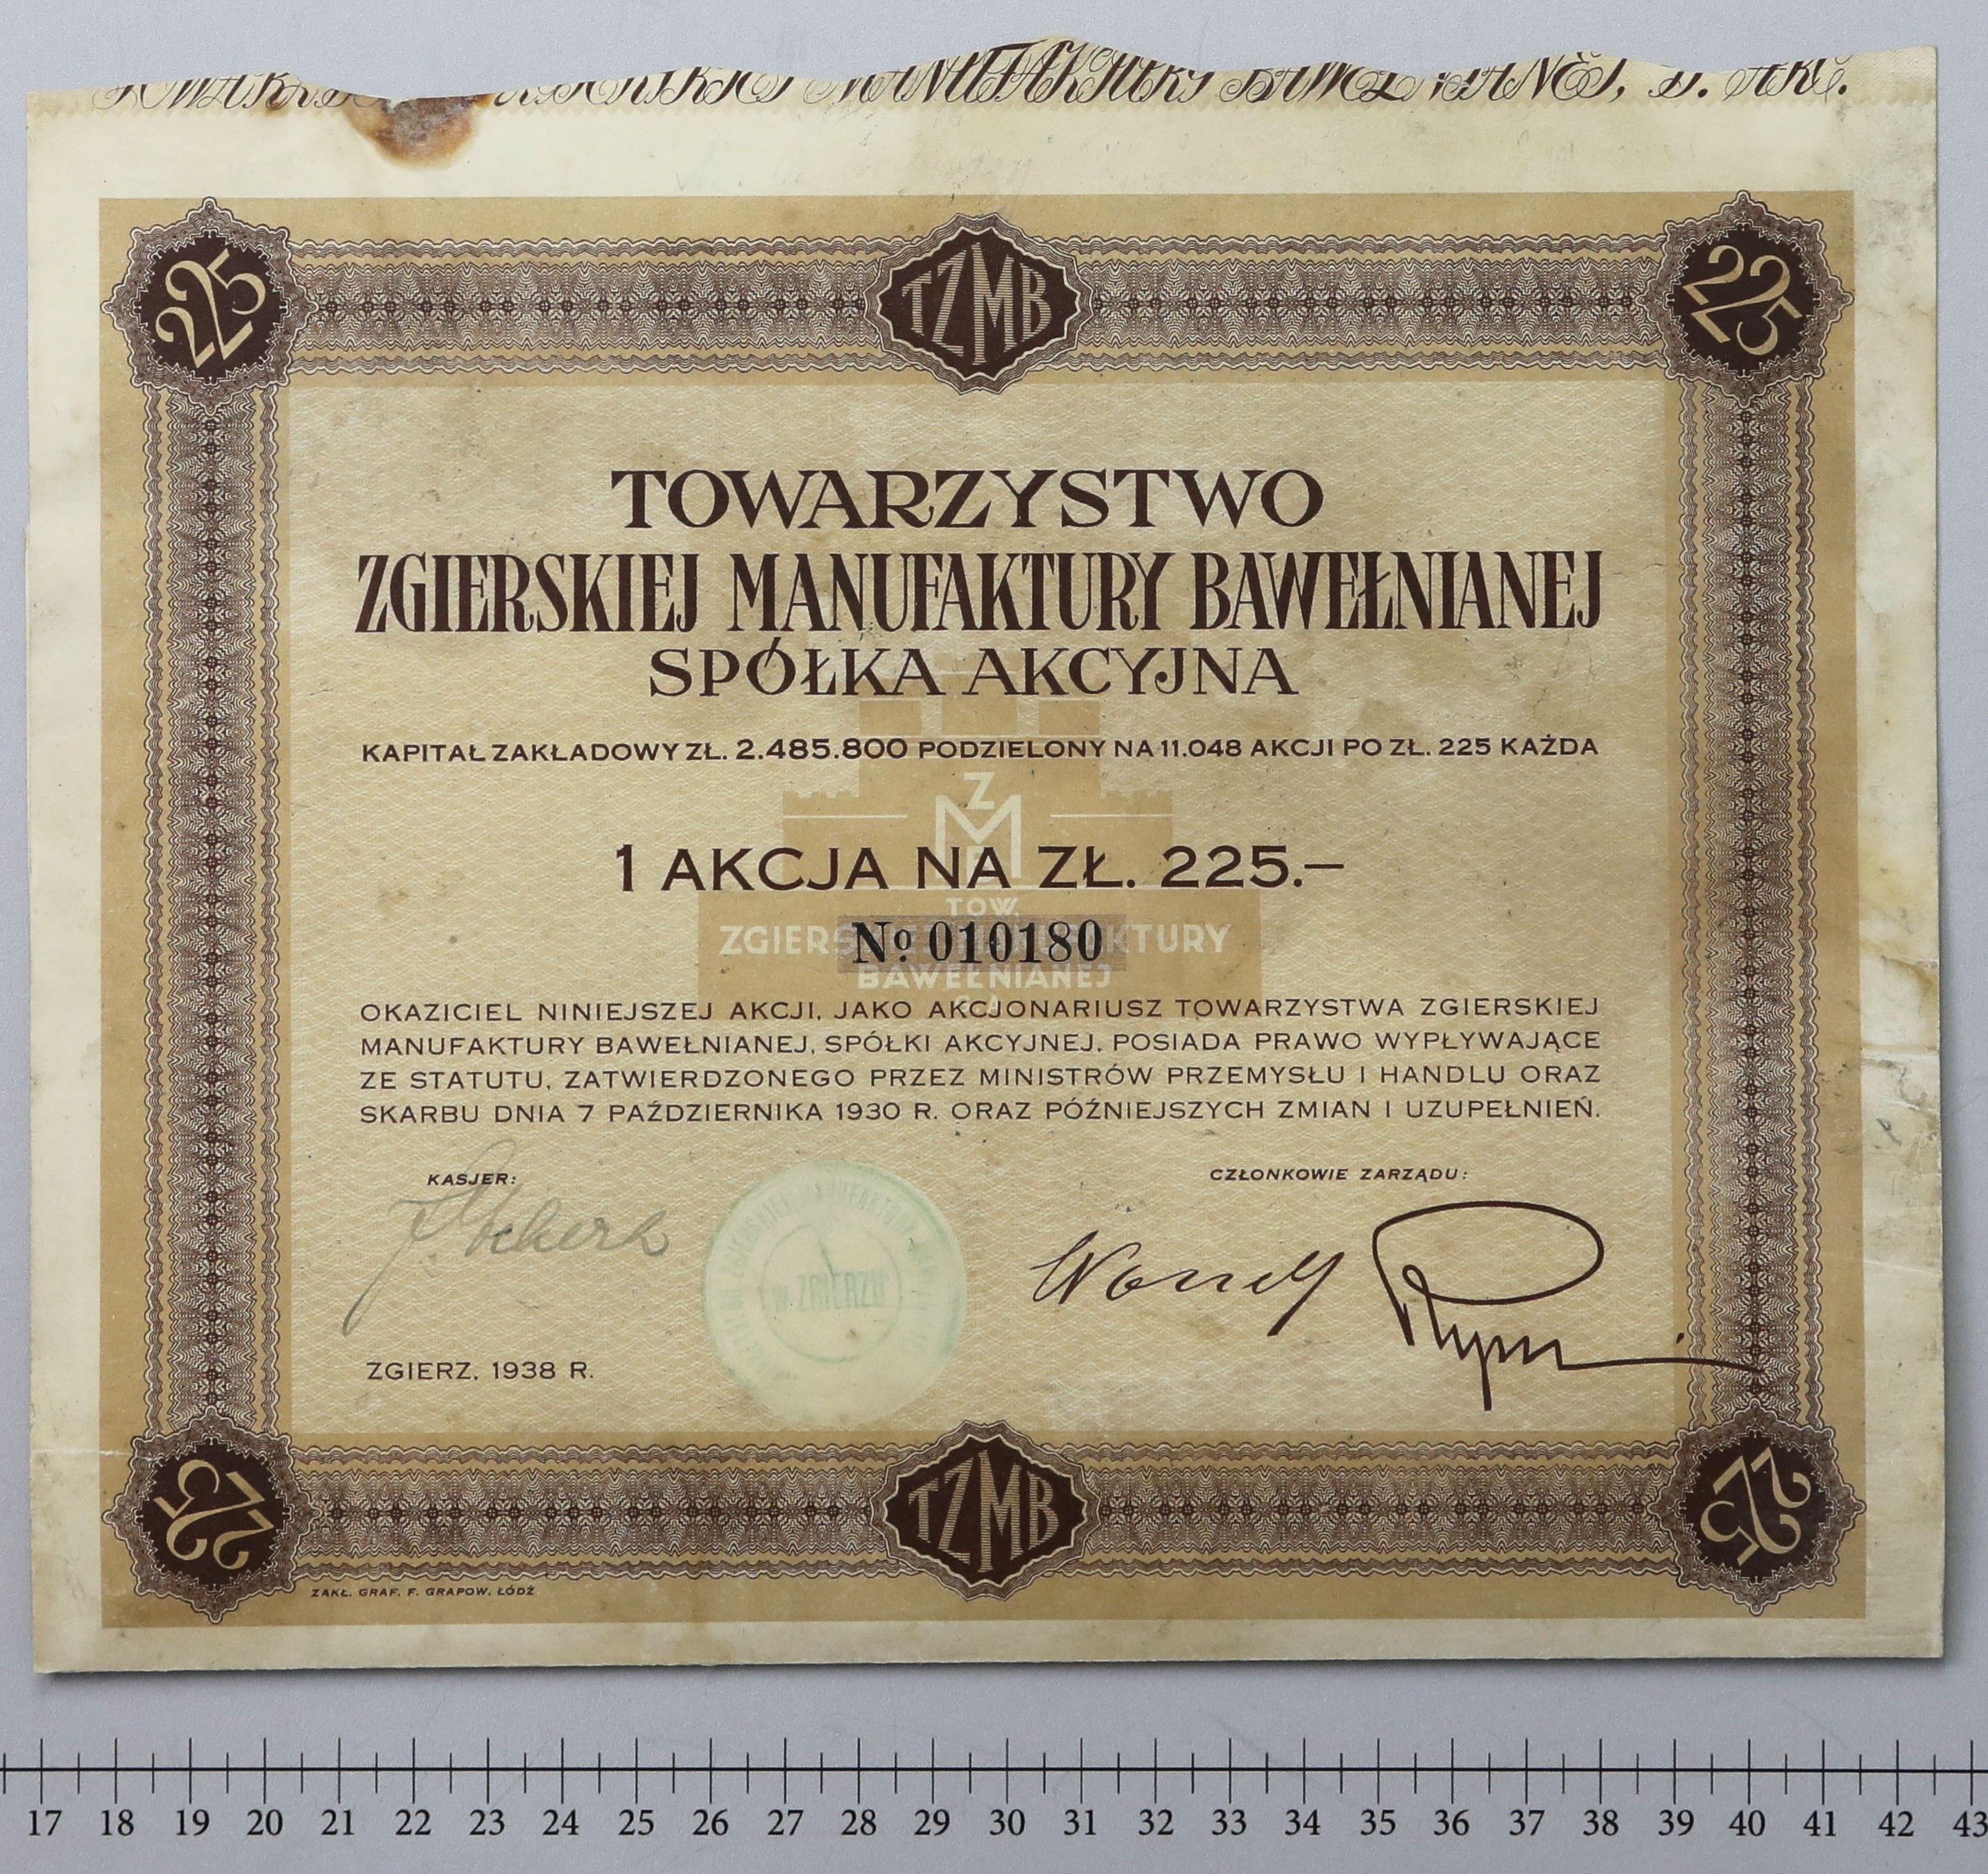 MANUFAKTURY BAWEŁNIANEJ, S. AKC.
225
TZMB
225
TOWARZYSTWO
ZGIERSKIEJ MANUFAKTURY BAWEŁNIANEJ
SPÓŁKA AKCYJNA
KAPITAŁ ZAKŁADOWY ZŁ. 2.485.800 PODZIELONY NA 11.048 AKCJI PO ZŁ. 225 KAŻDA
Z
M
1 AKCJA NA ZŁ. 225.—
TOW.
ZGIERSKIEJ MANUFAKTURY
№ 010180
BAWEŁNIANEJ
OKAZICIEL NINIEJSZEJ AKCJI, JAKO AKCJONARIUSZ TOWARZYSTWA ZGIERSKIEJ
MANUFAKTURY BAWEŁNIANEJ, SPÓŁKI AKCYJNEJ, POSIADA PRAWO WYPŁYWAJĄCE
ZE STATUTU, ZATWIERDZONEGO PRZEZ MINISTRÓW PRZEMYSŁU I HANDLU ORAZ
SKARBU DNIA 7 PAŹDZIERNIKA 1930 R. ORAZ PÓŹNIEJSZYCH ZMIAN I UZUPEŁNIEŃ.
KASJER:
CZŁONKOWIE ZARZĄDU:
W ZGIERZU
ZGIERZ, 1938 R.
225
TZMB
225
ZAKŁ. GRAF. F. GRAPOW, ŁÓDŹ
17 18 19 20 21 22 23 24 25 26 27 28 29 30 31 32 33 34 35 36 37 38 39 40 41 42 43